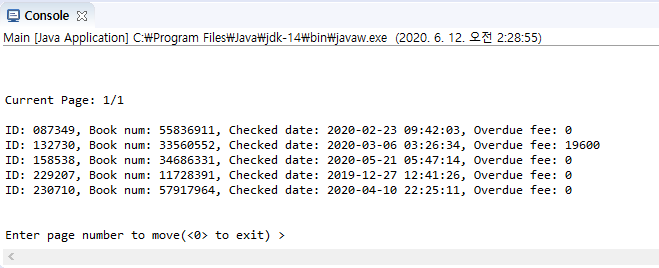 Console
Main [Java Application] C:₩Program Files₩Java₩jdk-14₩bin₩javaw.exe (2020. 6. 12. 오전 2:28:55)
Current Page: 1/1
ID: 087349, Book num: 55836911, Checked date: 2020-02-23 09:42:03, Overdue fee: 0
ID: 132730, Book num: 33560552, Checked date: 2020-03-06 03:26:34, Overdue fee: 19600
ID: 158538, Book num: 34686331, Checked date: 2020-05-21 05:47:14, Overdue fee: 0
ID: 229207, Book num: 11728391, Checked date: 2019-12-27 12:41:26, Overdue fee: 0
ID: 230710, Book num: 57917964, Checked date: 2020-04-10 22:25:11, Overdue fee: 0
Enter page number to move(<0> to exit) >